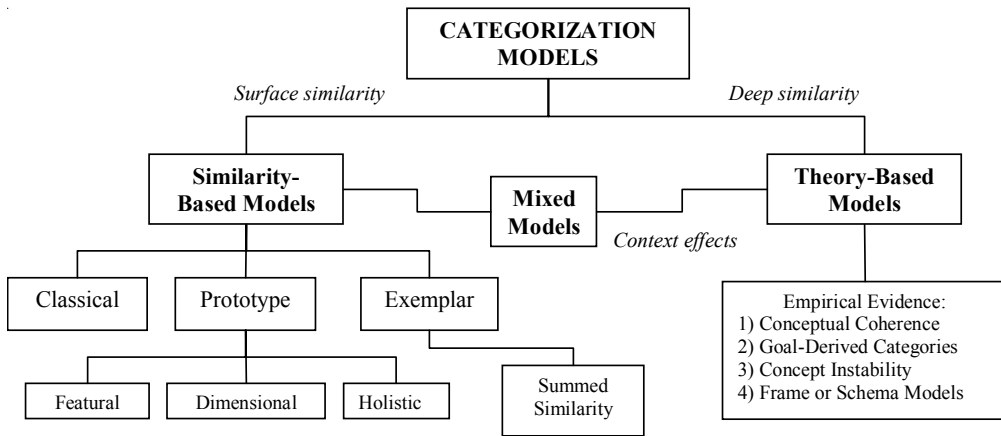 CATEGORIZATION
MODELS
Surface similarity
Deep similarity
Similarity-
Based Models
Mixed
Models
Theory-Based
Models
Context effects
Classical
Prototype
Exemplar
Empirical Evidence:
1) Conceptual Coherence
2) Goal-Derived Categories
3) Concept Instability
4) Frame or Schema Models
Featural
Dimensional
Holistic
Summed
Similarity